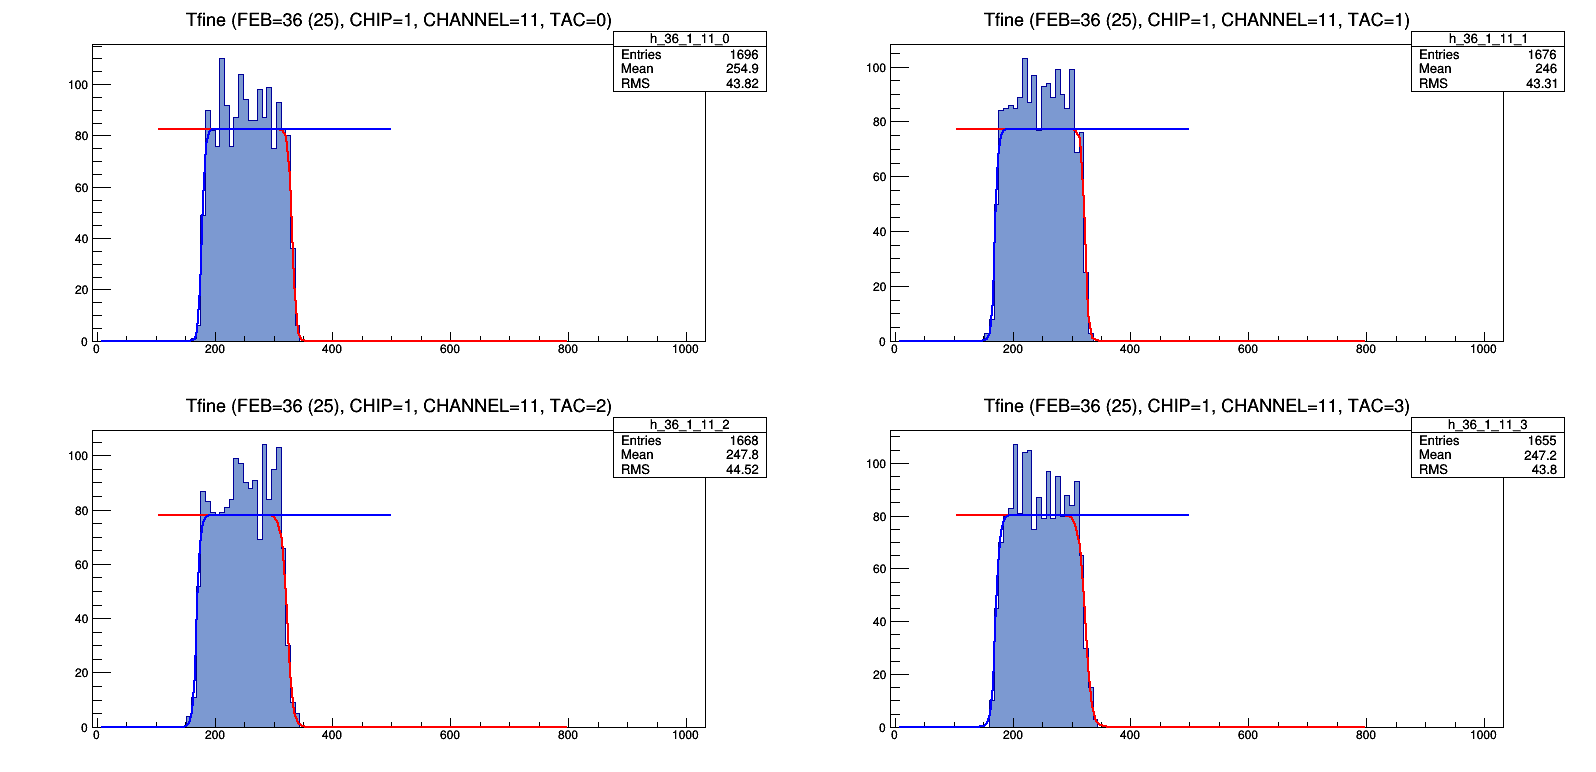 Tfine (FEB=36 (25), CHIP=1, CHANNEL=11, TAC=0)
h_36_1_11_0
Entries 1696
Mean 254.9
RMS 43.82
100
80
60
40
20
0
0 200 400 600 800 1000
Tfine (FEB=36 (25), CHIP=1, CHANNEL=11, TAC=1)
h_36_1_11_1
Entries 1676
Mean 246
RMS 43.31
100
80
60
40
20
0
0 200 400 600 800 1000
Tfine (FEB=36 (25), CHIP=1, CHANNEL=11, TAC=2)
h_36_1_11_2
Entries 1668
Mean 247.8
RMS 44.52
100
80
60
40
20
0
0 200 400 600 800 1000
Tfine (FEB=36 (25), CHIP=1, CHANNEL=11, TAC=3)
h_36_1_11_3
Entries 1655
Mean 247.2
RMS 43.8
100
80
60
40
20
0
0 200 400 600 800 1000